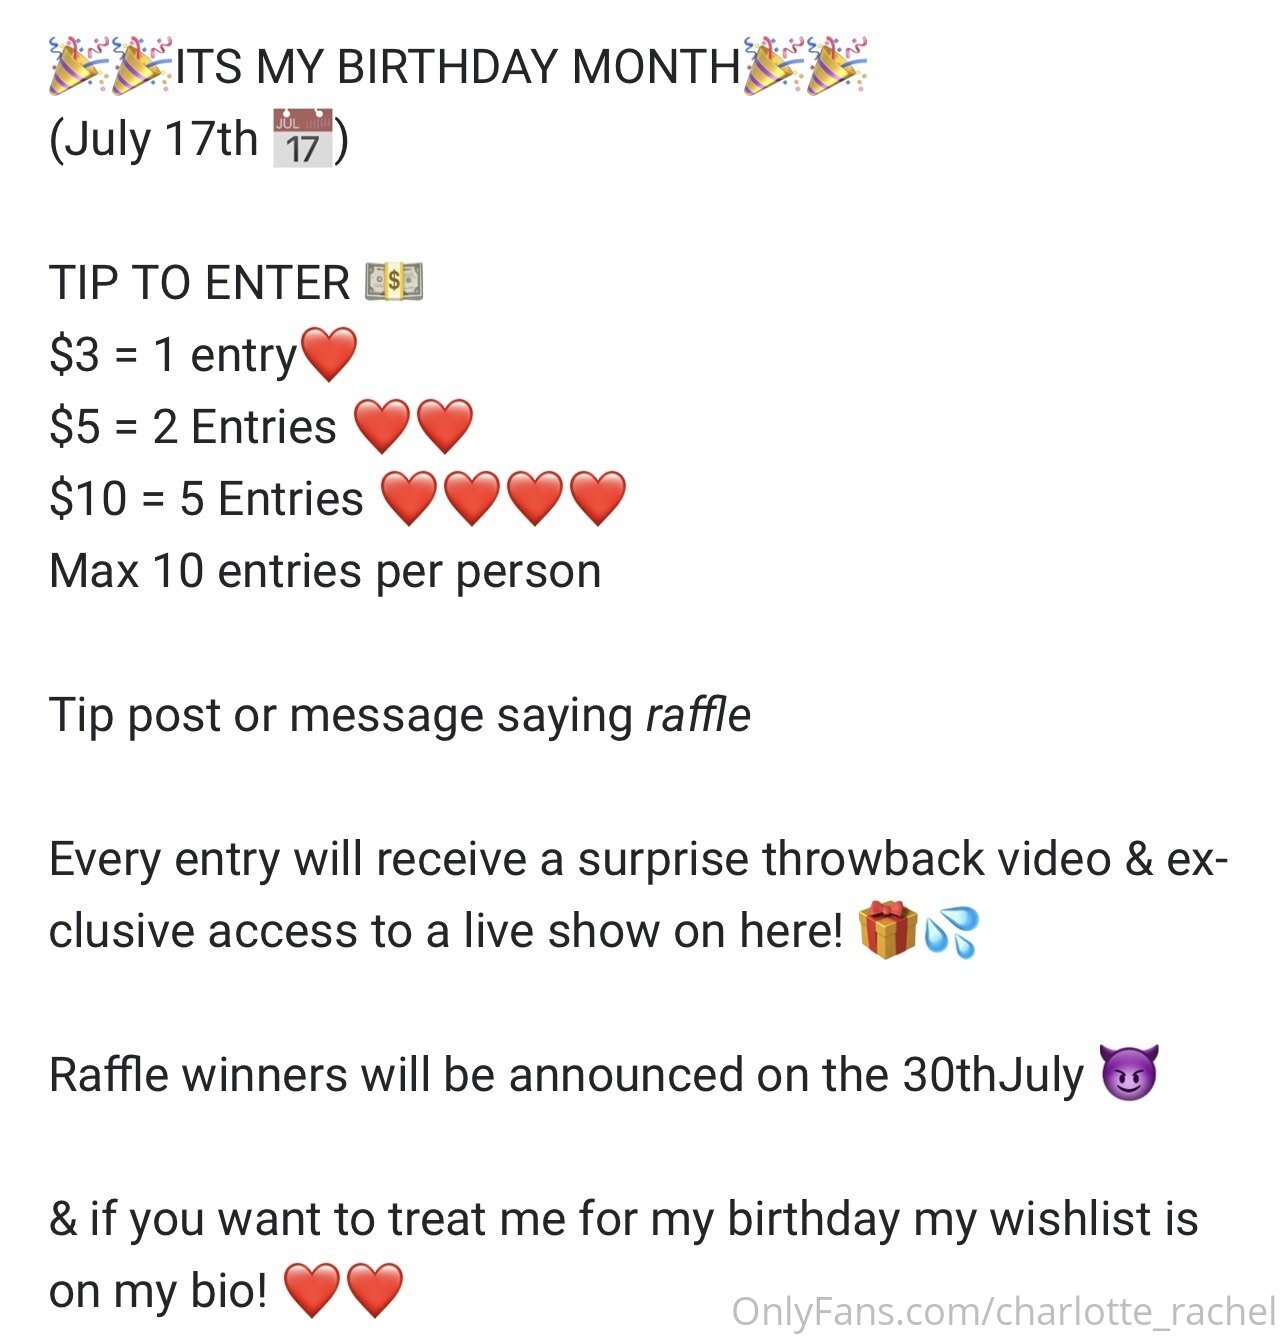 🎉🎉ITS MY BIRTHDAY MONTH🎉🎉
(July 17th 📅)
TIP TO ENTER 💵
$3 = 1 entry❤️
$5 = 2 Entries ❤️❤️
$10 = 5 Entries ❤️❤️❤️❤️
Max 10 entries per person
Tip post or message saying raffle
Every entry will receive a surprise throwback video & ex-
clusive access to a live show on here! 🎁💦
Raffle winners will be announced on the 30thJuly 😈
& if you want to treat me for my birthday my wishlist is
on my bio! ❤️❤️
OnlyFans.com/charlotte_rachel